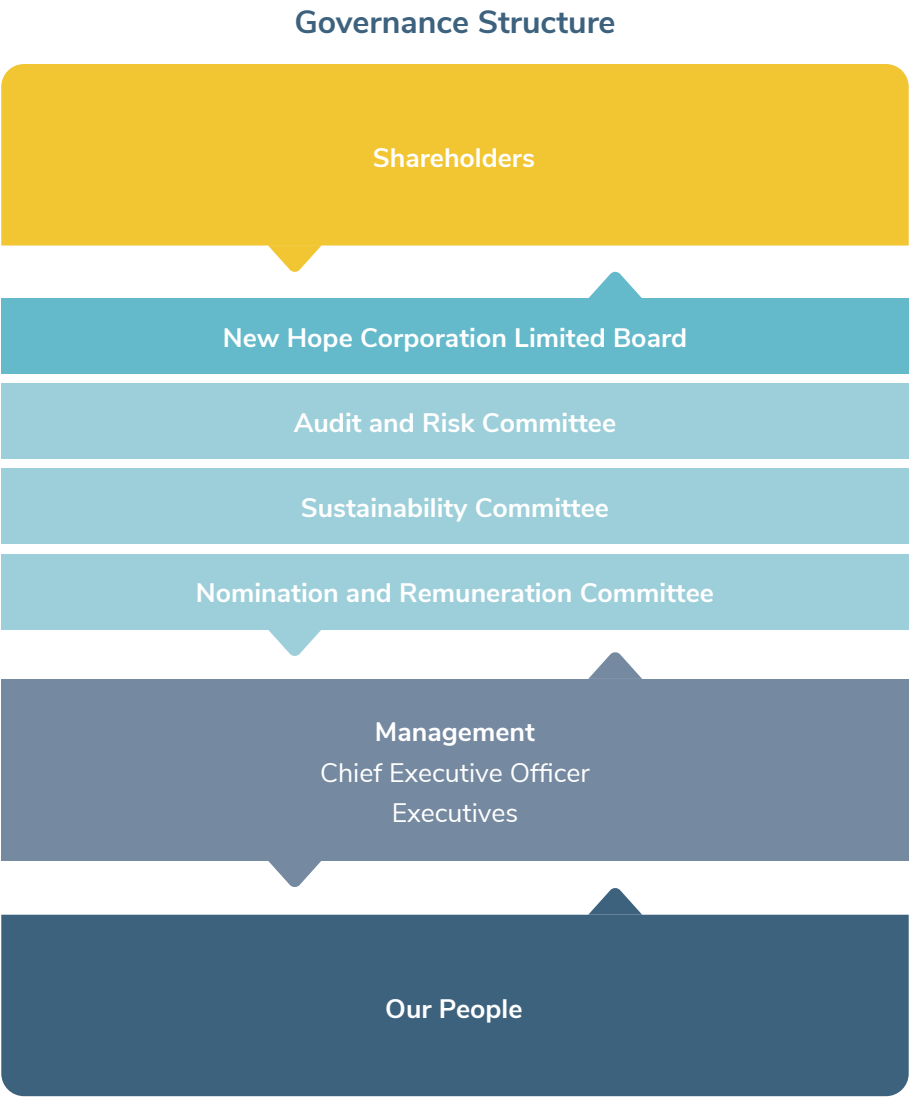 Governance Structure
Shareholders
New Hope Corporation Limited Board
Audit and Risk Committee
Sustainability Committee
Nomination and Remuneration Committee
Management
Chief Executive Officer
Executives
Our People